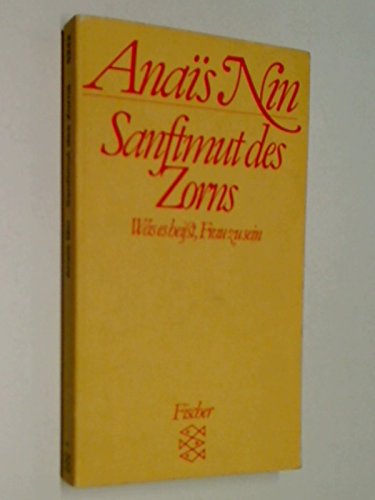 Anaïs Nin
Sanftmut des
Zorns
Was es heißt, Frau zu sein
Fischer